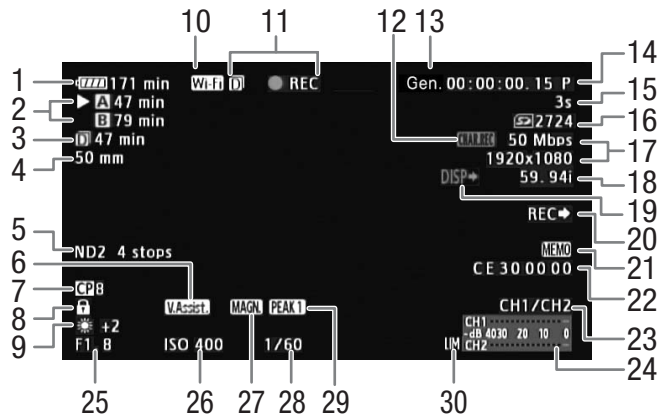 10 11 12 13
1 171 min Wi-Fi D REC Gen. 00:00:00.15 P 14
2 A 47 min 3s 15
B 79 min 2724 16
3 D 47 min CHAR.REC 50 Mbps 17
4 50 mm 1920x1080
DISP 59.94i 18
19
REC 20
5 ND2 4 stops MEMO 21
6 CE 30 00 00 22
7 CP8
8 V.Assist. MAGN. PEAK1 CH1/CH2 23
9 +2 CH1
-dB 40 30 20 10 0
F1.8 ISO 400 1/60 LIM CH2 24
25 26 27 28 29 30